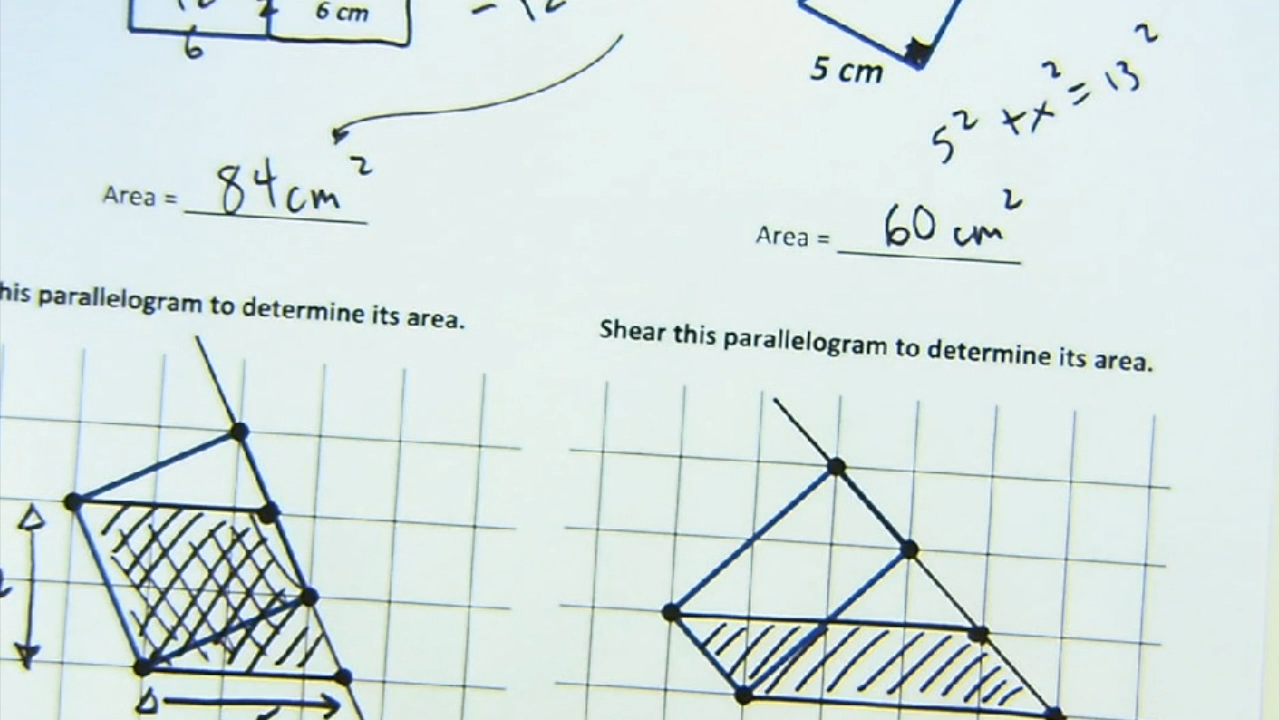 6 cm
6
5 cm
5² + x² = 13²
Area = 84 cm²
Area = 60 cm²
his parallelogram to determine its area.
Shear this parallelogram to determine its area.